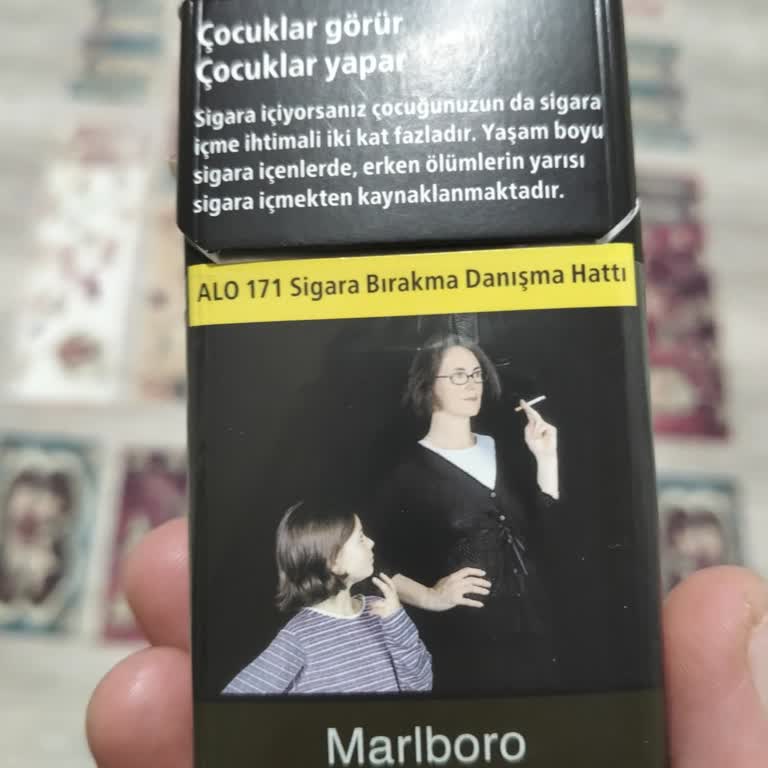 Çocuklar görür
Çocuklar yapar
Sigara içiyorsanız çocuğunuzun da sigara
içme ihtimali iki kat fazladır. Yaşam boyu
sigara içenlerde, erken ölümlerin yarısı
sigara içmekten kaynaklanmaktadır.
ALO 171 Sigara Bırakma Danışma Hattı
Marlboro